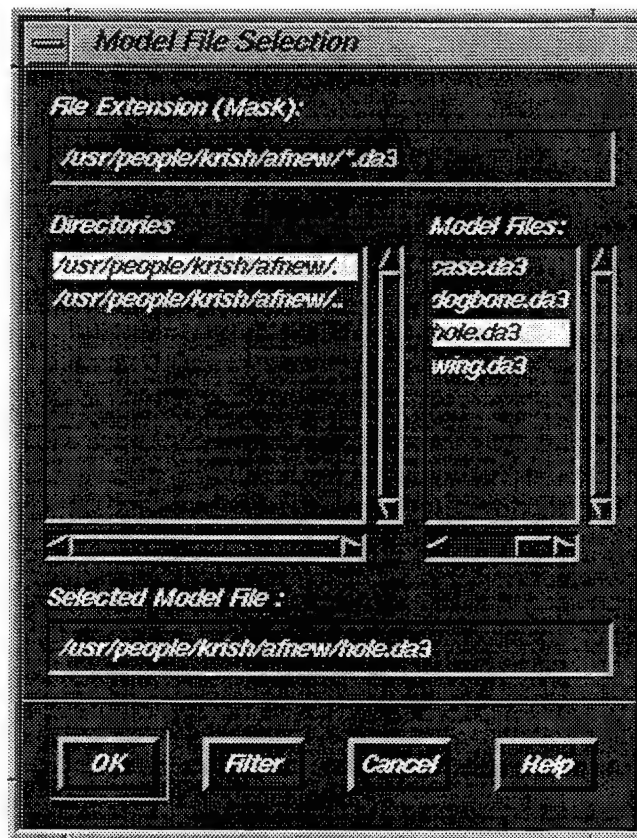 Model File Selection
File Extension (Mask):
/usr/people/krish/afnew/*.da3
Directories
/usr/people/krish/afnew/.
/usr/people/krish/afnew/..
Model Files:
case.da3
dogbone.da3
hole.da3
wing.da3
Selected Model File :
/usr/people/krish/afnew/hole.da3
OK
Filter
Cancel
Help